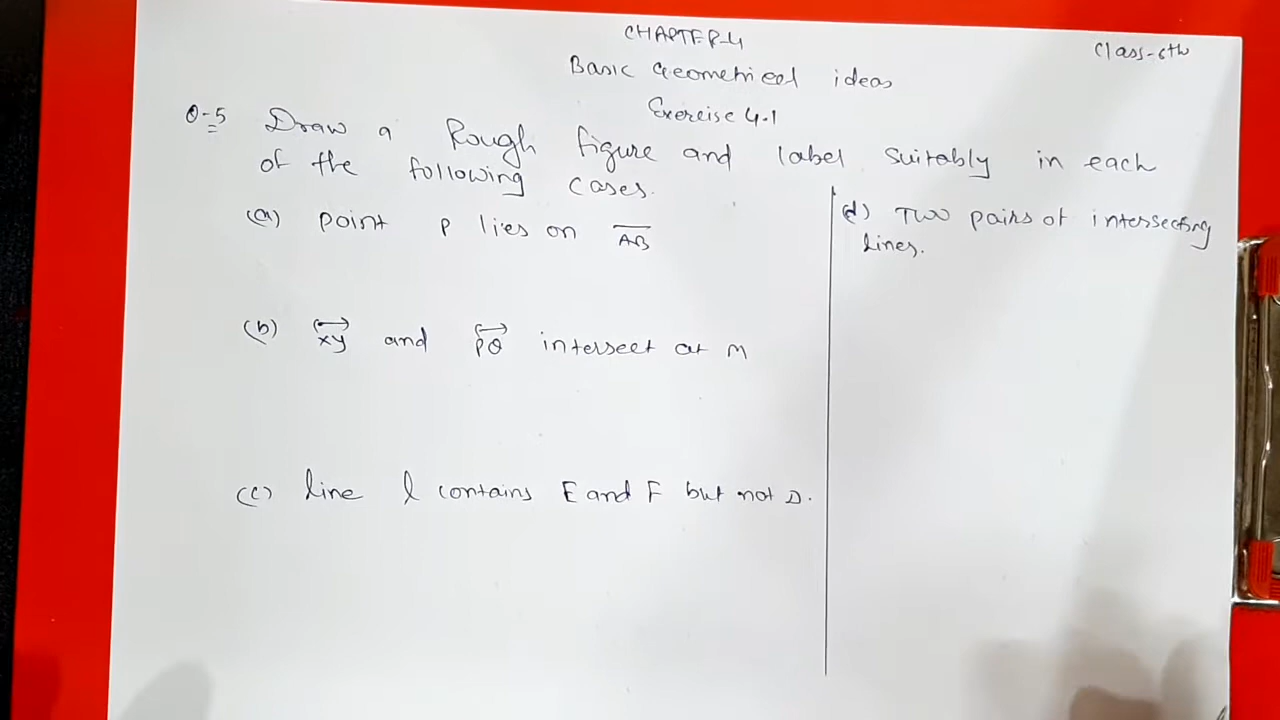 CHAPTER-4
Class-6th
Basic Geometrical ideas
Exercise 4.1
Q-5 Draw a Rough figure and label suitably in each
of the following cases.
(a) point P lies on AB
(b) XY and PQ intersect at M
(c) line l contains E and F but not D.
(d) Two pairs of intersecting
lines.